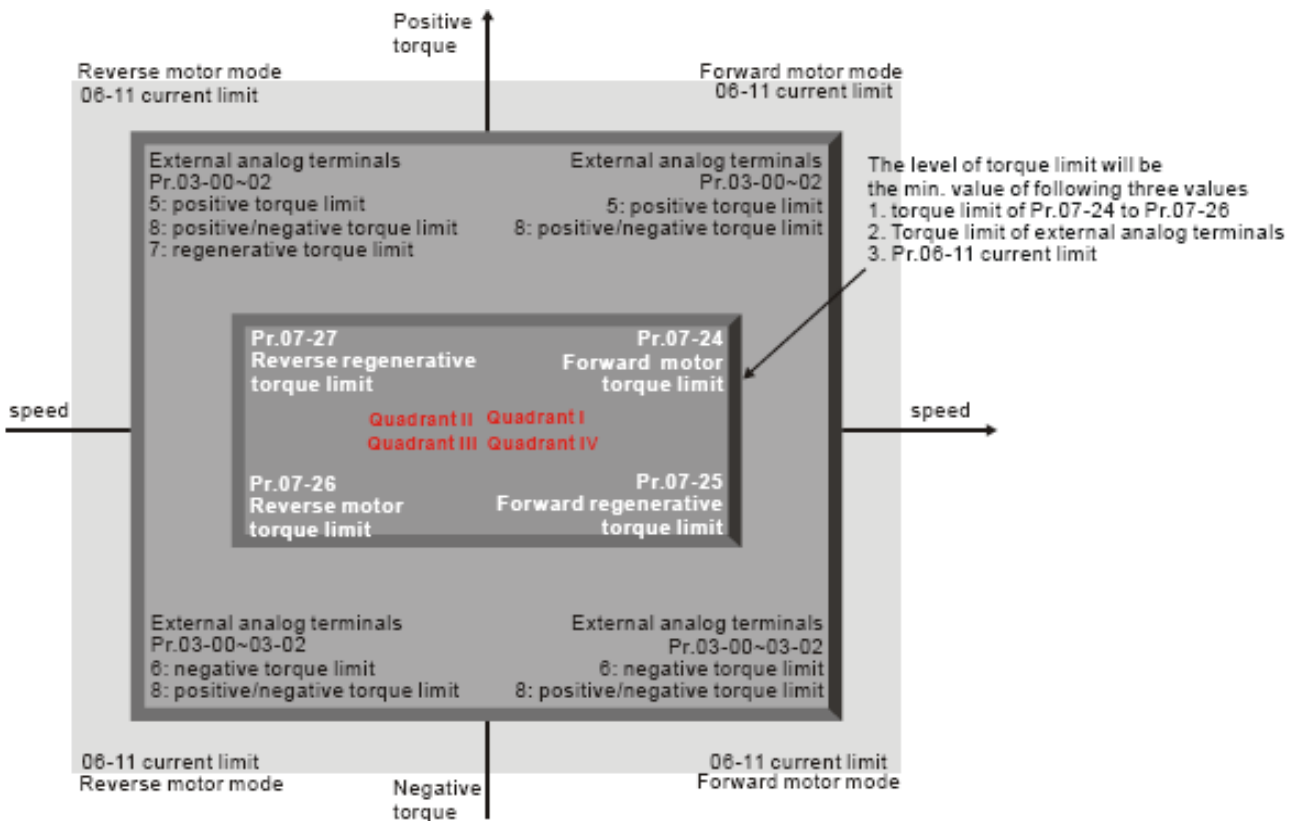 Positive
torque
Reverse motor mode
06-11 current limit
Forward motor mode
06-11 current limit
External analog terminals
Pr.03-00~02
5: positive torque limit
8: positive/negative torque limit
7: regenerative torque limit
External analog terminals
Pr.03-00~02
5: positive torque limit
8: positive/negative torque limit
The level of torque limit will be
the min. value of following three values
1. torque limit of Pr.07-24 to Pr.07-26
2. Torque limit of external analog terminals
3. Pr.06-11 current limit
Pr.07-27
Reverse regenerative
torque limit
Pr.07-24
Forward motor
torque limit
speed
Quadrant II Quadrant I
Quadrant III Quadrant IV
speed
Pr.07-26
Reverse motor
torque limit
Pr.07-25
Forward regenerative
torque limit
External analog terminals
Pr.03-00~03-02
6: negative torque limit
8: positive/negative torque limit
External analog terminals
Pr.03-00~03-02
6: negative torque limit
8: positive/negative torque limit
06-11 current limit
Reverse motor mode
06-11 current limit
Forward motor mode
Negative
torque